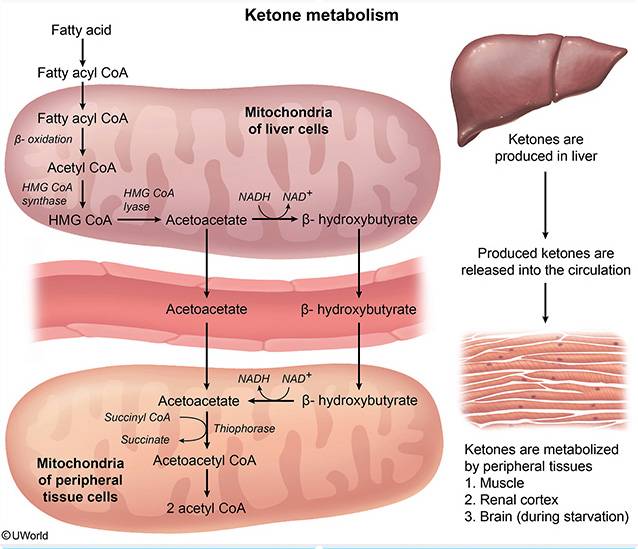 Ketone metabolism
Fatty acid
Fatty acyl CoA
Fatty acyl CoA
β- oxidation
Acetyl CoA
HMG CoA
synthase
HMG CoA
HMG CoA
lyase
Acetoacetate
NADH
NAD+
β- hydroxybutyrate
Mitochondria
of liver cells
Acetoacetate
β- hydroxybutyrate
Acetoacetate
NADH
NAD+
β- hydroxybutyrate
Succinyl CoA
Succinate
Thiophorase
Acetoacetyl CoA
2 acetyl CoA
Mitochondria
of peripheral
tissue cells
Ketones are
produced in liver
Produced ketones are
released into the circulation
Ketones are metabolized
by peripheral tissues
1. Muscle
2. Renal cortex
3. Brain (during starvation)
©UWorld